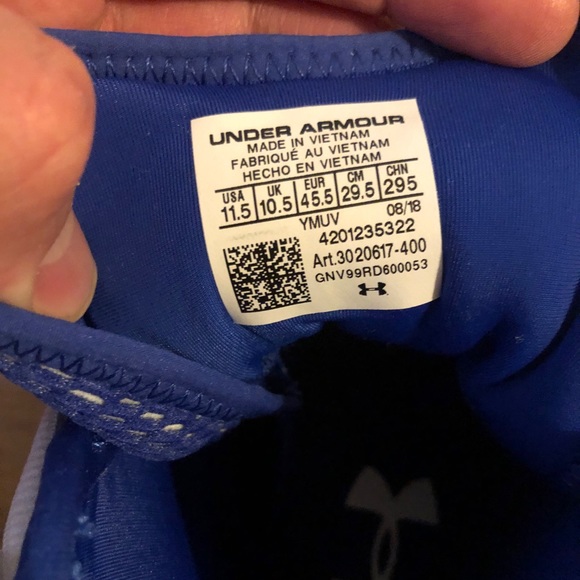 UNDER ARMOUR
MADE IN VIETNAM
FABRIQUÉ AU VIETNAM
HECHO EN VIETNAM
USA UK EUR CM CHN
11.5 10.5 45.5 29.5 295
YMUV 08/18
4201235322
Art.3020617-400
GNV99RD600053